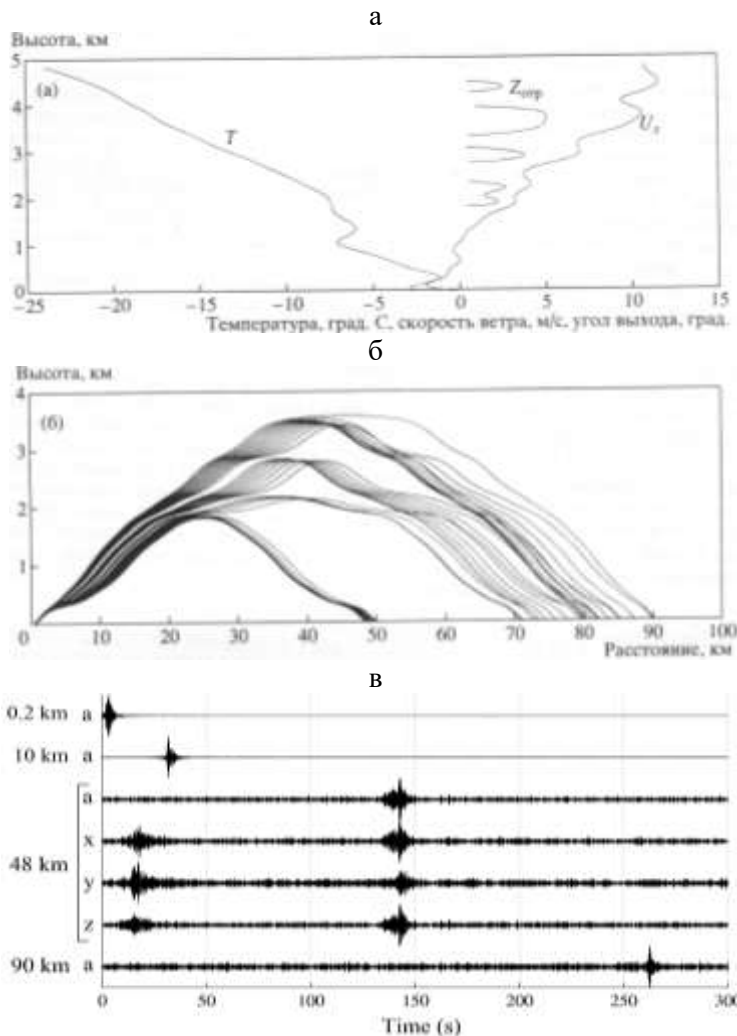 а
Высота, км
5
(а)
Zотр
4
T
Ux
3
2
1
0
−25 −20 −15 −10 −5 0 5 10 15
Температура, град. С, скорость ветра, м/с, угол выхода, град.
б
Высота, км
4
(б)
3
2
1
0 10 20 30 40 50 60 70 80 90 100
Расстояние, км
в
0.2 km a
10 km a
a
x
48 km
y
z
90 km a
0 50 100 150 200 250 300
Time (s)